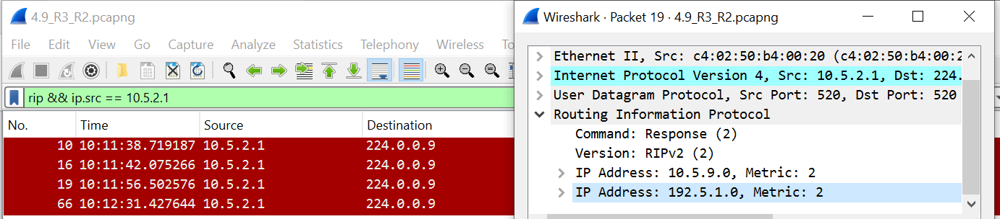 4.9_R3_R2.pcapng
File Edit View Go Capture Analyze Statistics Telephony Wireless
rip && ip.src == 10.5.2.1
No. Time Source Destination
10 10:11:38.719187 10.5.2.1 224.0.0.9
16 10:11:42.075266 10.5.2.1 224.0.0.9
19 10:11:56.502576 10.5.2.1 224.0.0.9
66 10:12:31.427644 10.5.2.1 224.0.0.9
Wireshark · Packet 19 · 4.9_R3_R2.pcapng
Ethernet II, Src: c4:02:50:b4:00:20 (c4:02:50:b4:00:2
Internet Protocol Version 4, Src: 10.5.2.1, Dst: 224.
User Datagram Protocol, Src Port: 520, Dst Port: 520
Routing Information Protocol
Command: Response (2)
Version: RIPv2 (2)
IP Address: 10.5.9.0, Metric: 2
IP Address: 192.5.1.0, Metric: 2